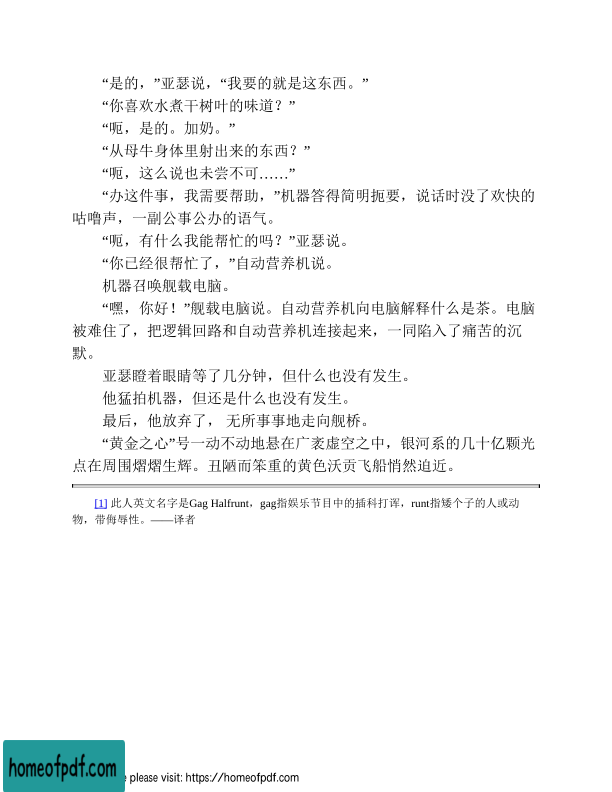 “是的，”亚瑟说，“我要的就是这东西。”
“你喜欢水煮干树叶的味道？”
“呃，是的。加奶。”
“从母牛身体里射出来的东西？”
“呃，这么说也未尝不可……”
“办这件事，我需要帮助，”机器答得简明扼要，说话时没了欢快的
咕噜声，一副公事公办的语气。
“呃，有什么我能帮忙的吗？”亚瑟说。
“你已经很帮忙了，”自动营养机说。
机器召唤舰载电脑。
“嘿，你好！”舰载电脑说。自动营养机向电脑解释什么是茶。电脑
被难住了，把逻辑回路和自动营养机连接起来，一同陷入了痛苦的沉
默。
亚瑟瞪着眼睛等了几分钟，但什么也没有发生。
他猛拍机器，但还是什么也没有发生。
最后，他放弃了， 无所事事地走向舰桥。
“黄金之心”号一动不动地悬在广袤虚空之中，银河系的几十亿颗光
点在周围熠熠生辉。丑陋而笨重的黄色沃贡飞船悄然迫近。
[1] 此人英文名字是Gag Halfrunt，gag指娱乐节目中的插科打诨，runt指矮个子的人或动
物，带侮辱性。——译者
homeofpdf.com
e please visit: https://homeofpdf.com